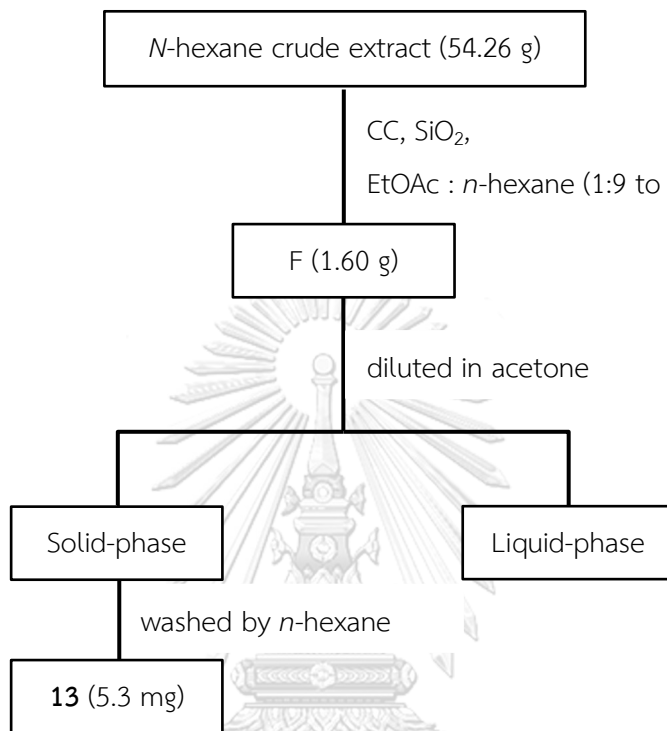 N-hexane crude extract (54.26 g)
CC, SiO₂,
EtOAc : n-hexane (1:9 to
F (1.60 g)
diluted in acetone
Solid-phase
Liquid-phase
washed by n-hexane
13 (5.3 mg)